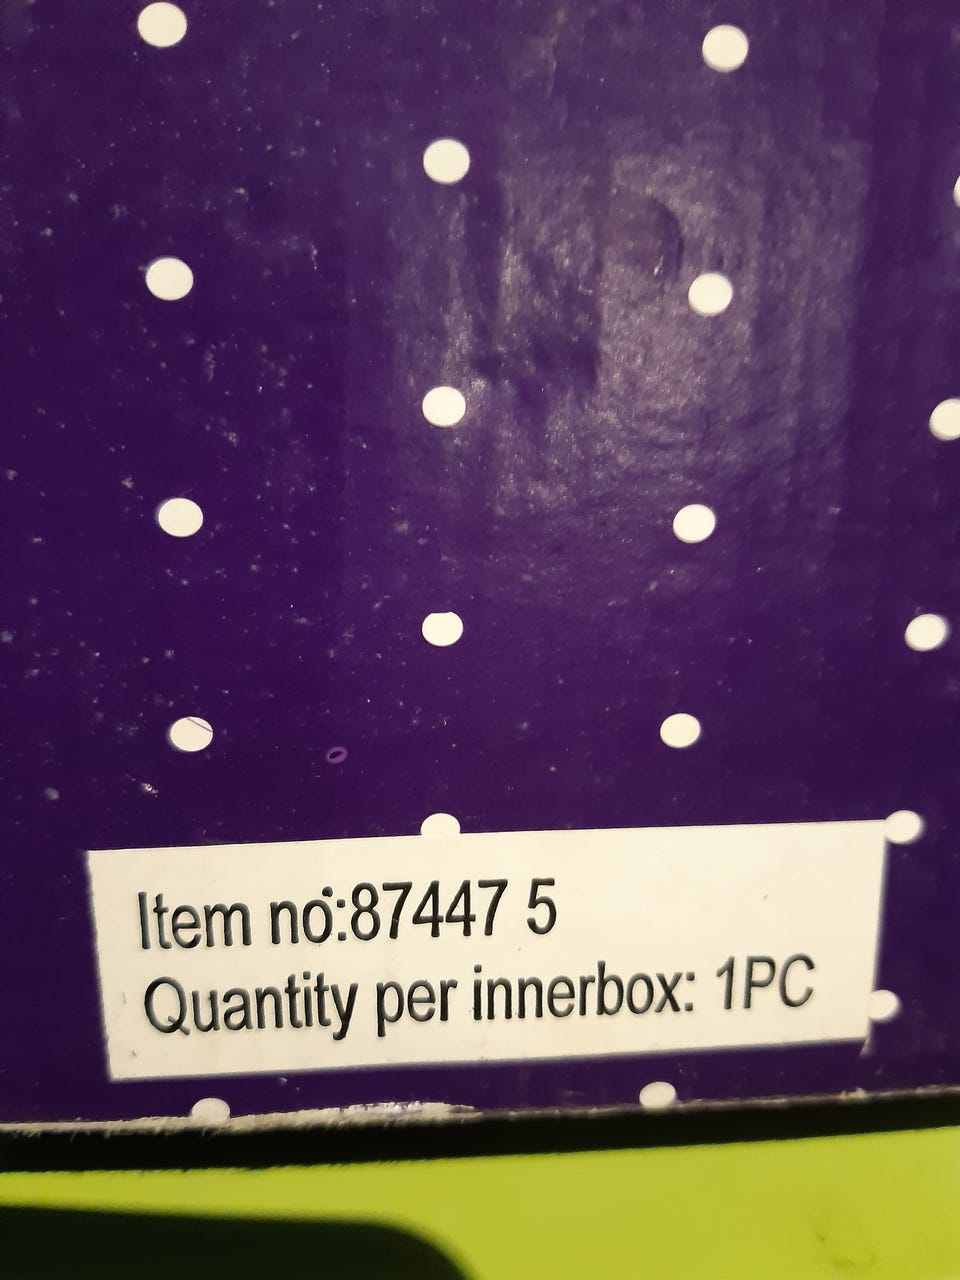 Item no:87447 5
Quantity per innerbox: 1PC